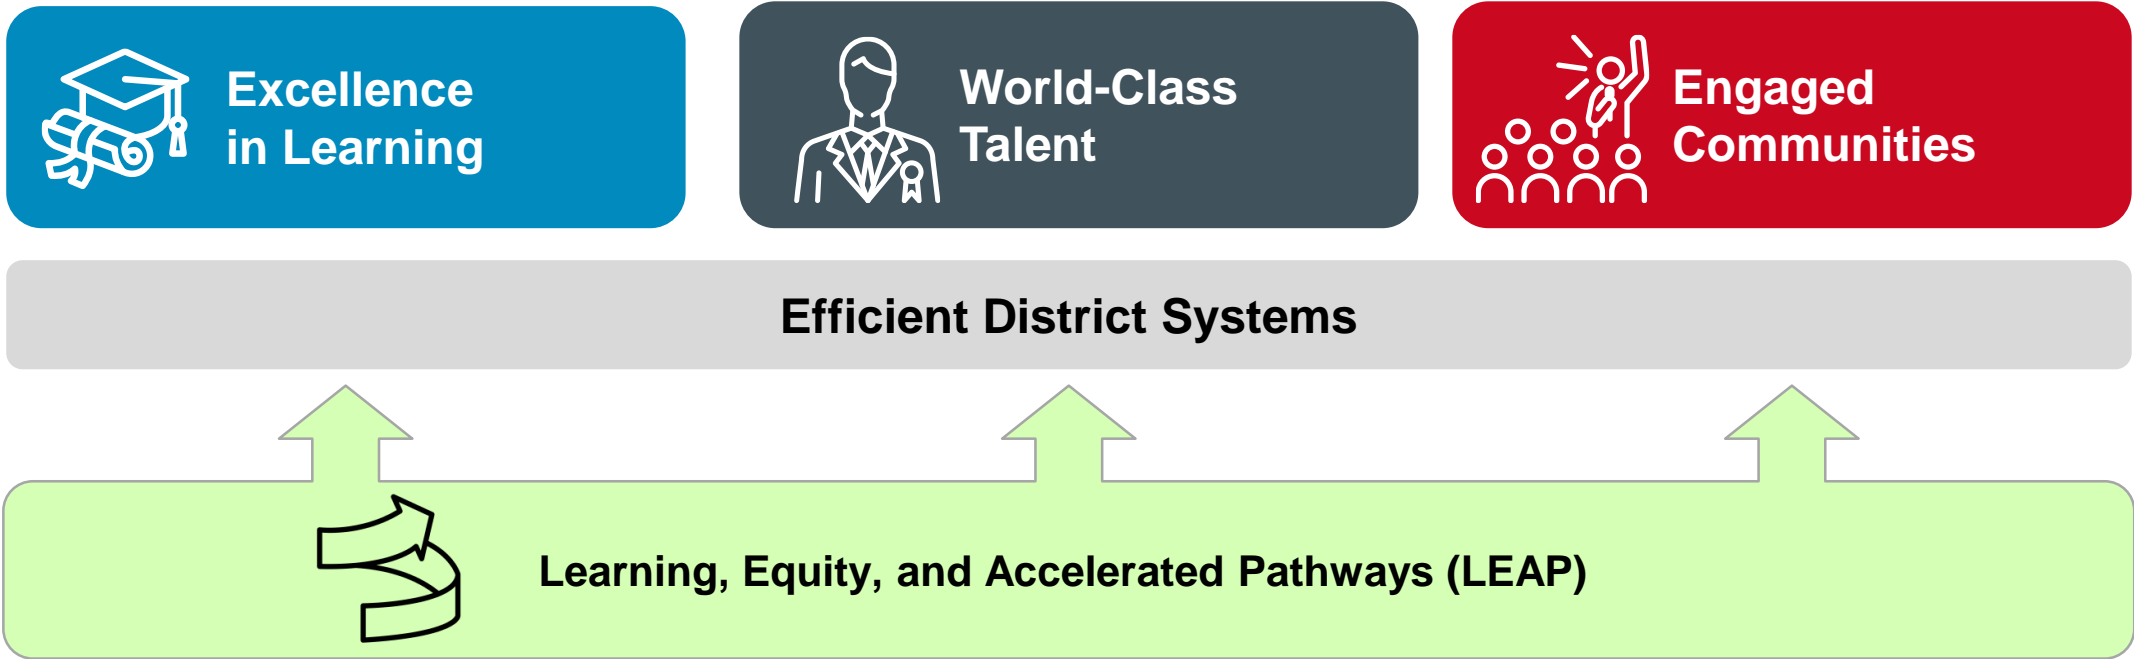 Excellence
in Learning
World-Class
Talent
Engaged
Communities
Efficient District Systems
Learning, Equity, and Accelerated Pathways (LEAP)